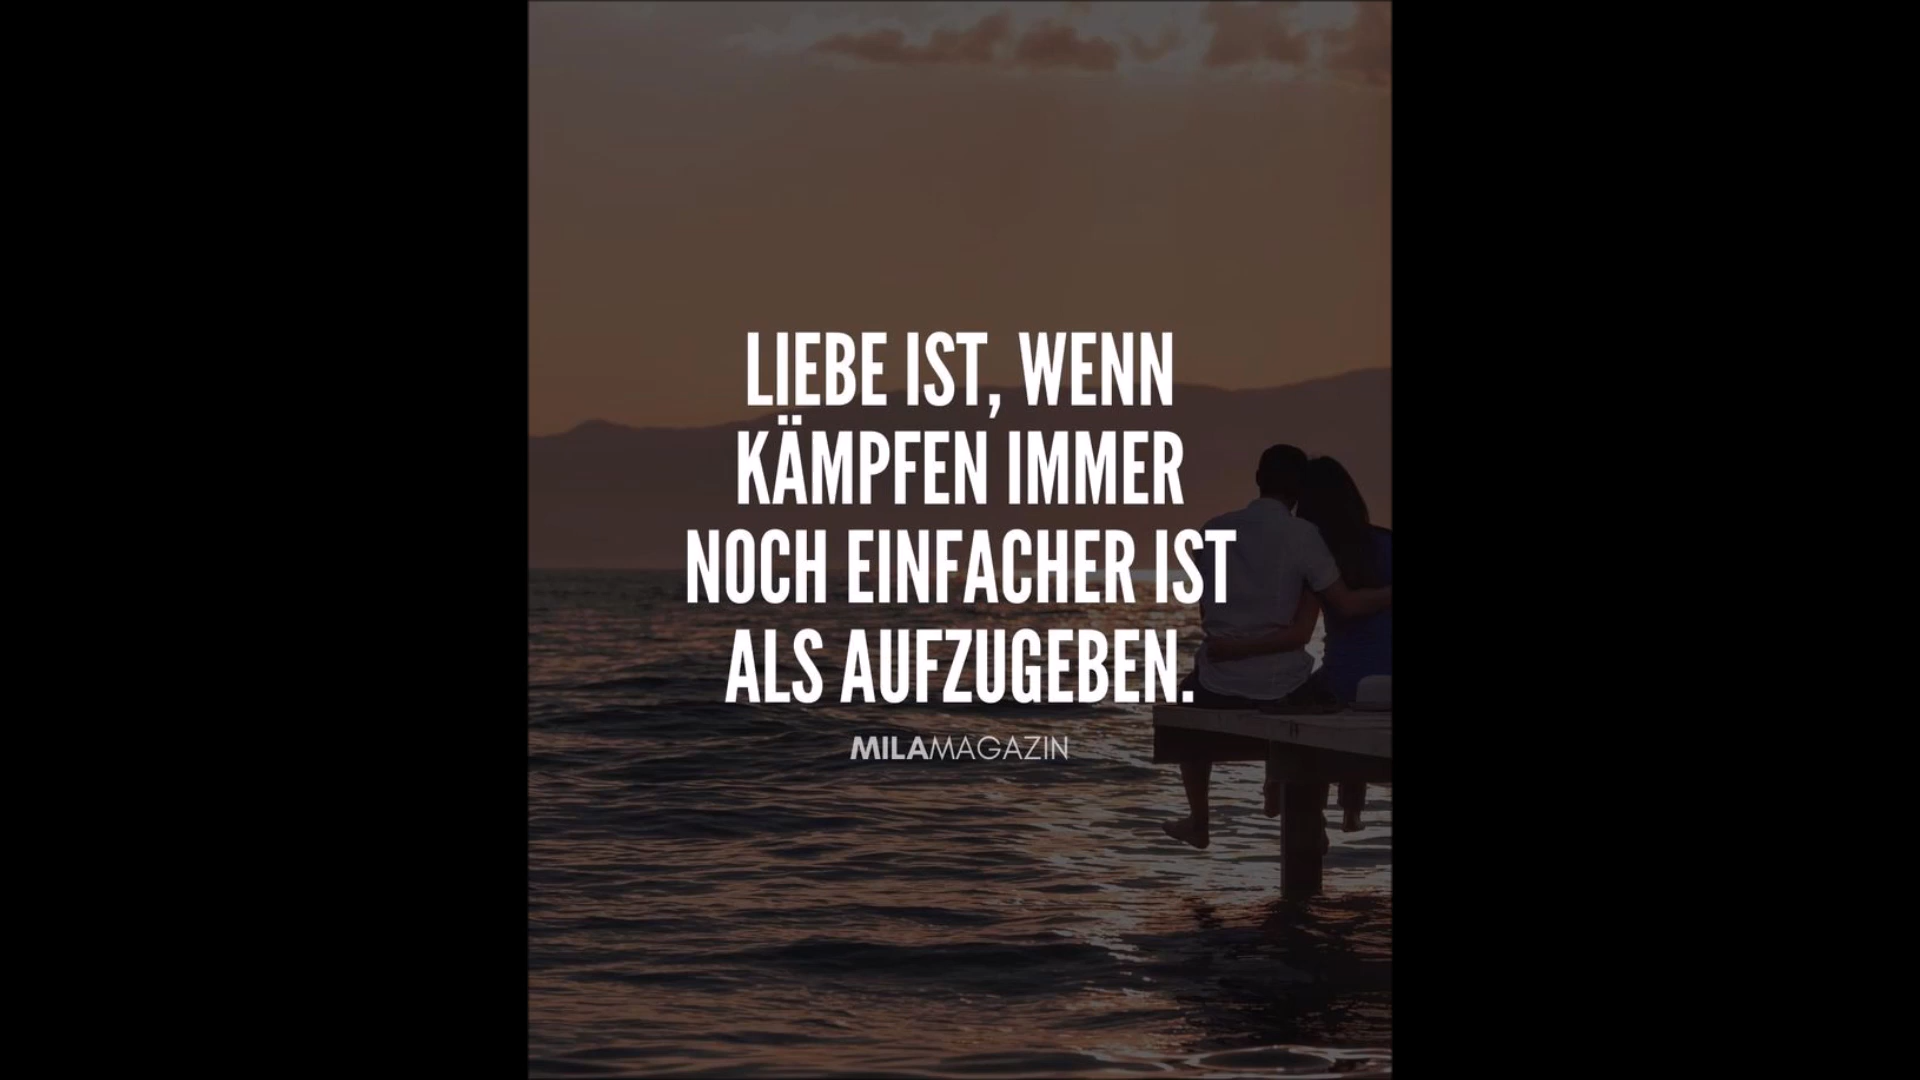 LIEBE IST, WENN
KÄMPFEN IMMER
NOCH EINFACHER IST
ALS AUFZUGEBEN.
MILAMAGAZIN